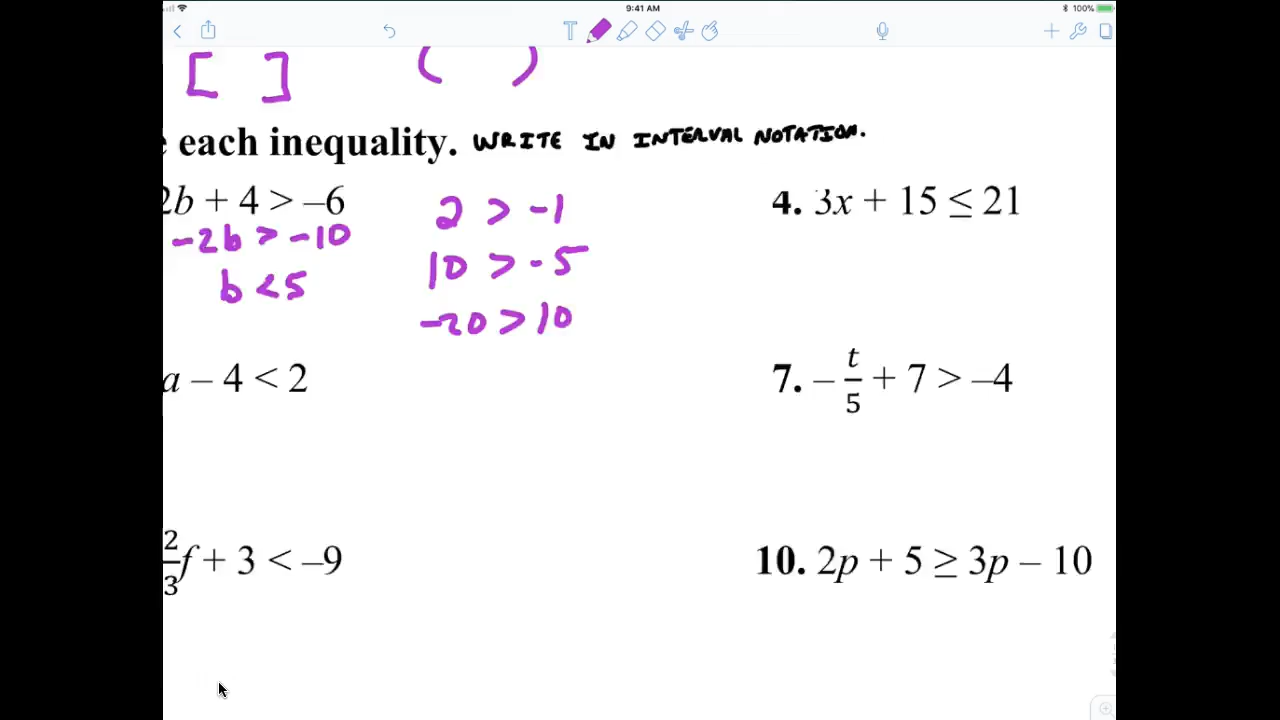 9:41 AM
100%
T
[ ] ( )
each inequality. WRITE IN INTERVAL NOTATION.
2b + 4 > –6
-2b > -10
b < 5
2 > -1
10 > -5
-20 > 10
4. 3x + 15 ≤ 21
a – 4 < 2
7. – t/5 + 7 > –4
2/3 f + 3 < –9
10. 2p + 5 ≥ 3p – 10